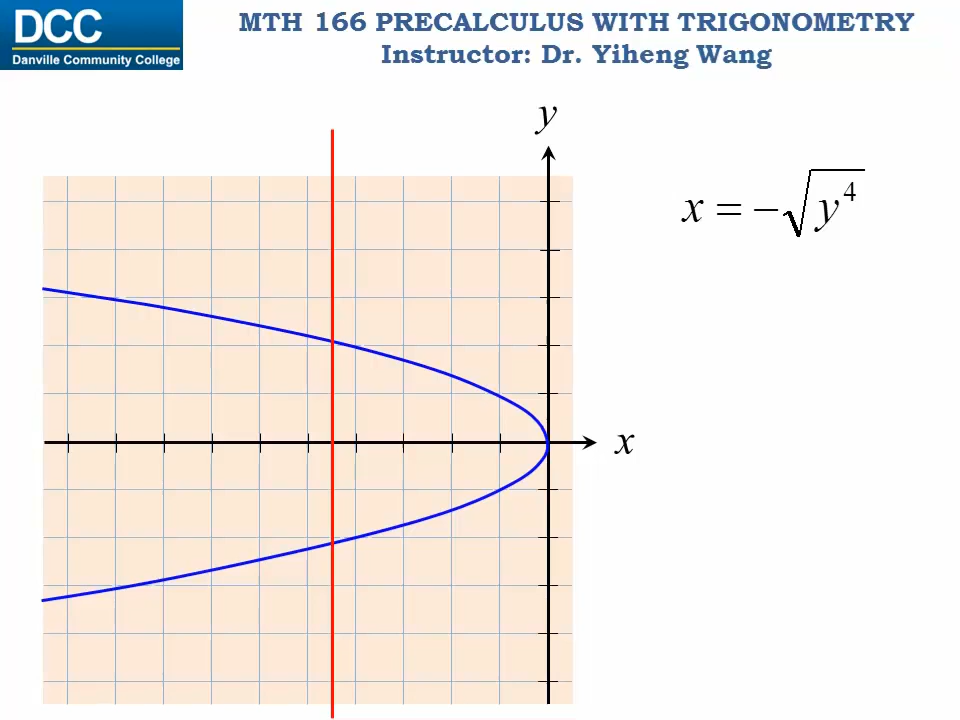 DCC
Danville Community College
MTH 166 PRECALCULUS WITH TRIGONOMETRY
Instructor: Dr. Yiheng Wang
y
x = −√y⁴
x